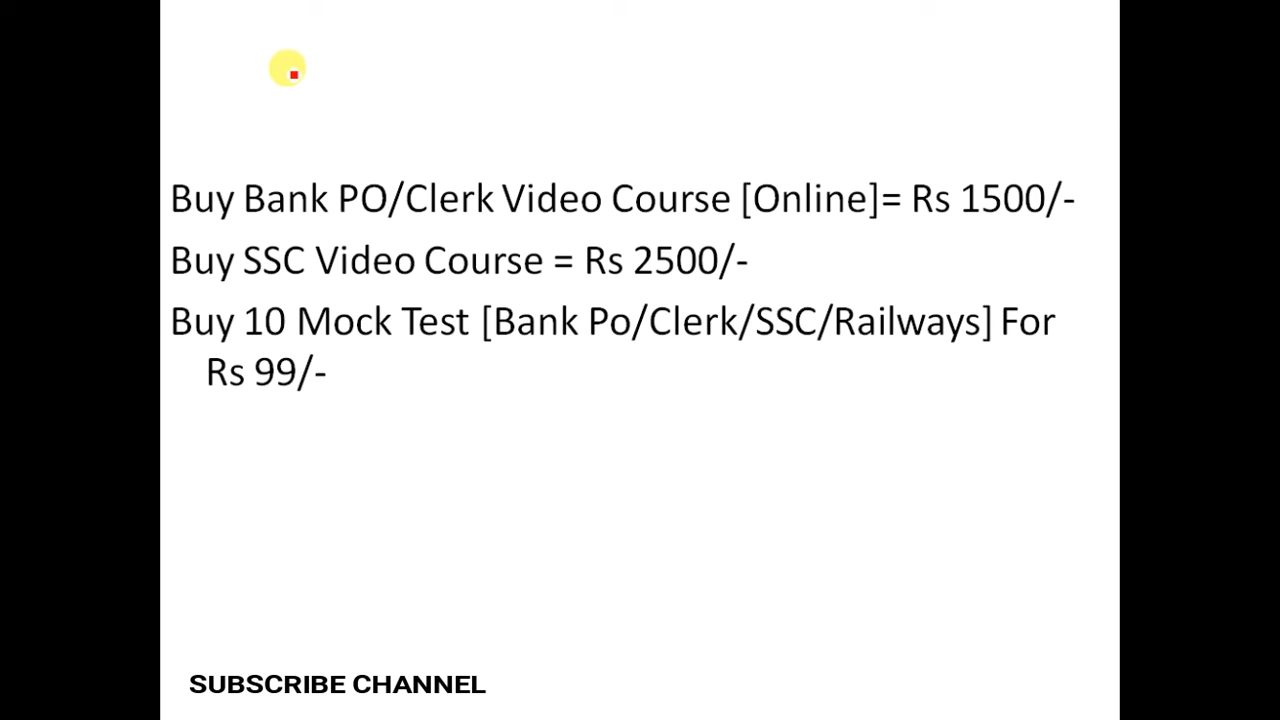 Buy Bank PO/Clerk Video Course [Online]= Rs 1500/-
Buy SSC Video Course = Rs 2500/-
Buy 10 Mock Test [Bank Po/Clerk/SSC/Railways] For
Rs 99/-
SUBSCRIBE CHANNEL